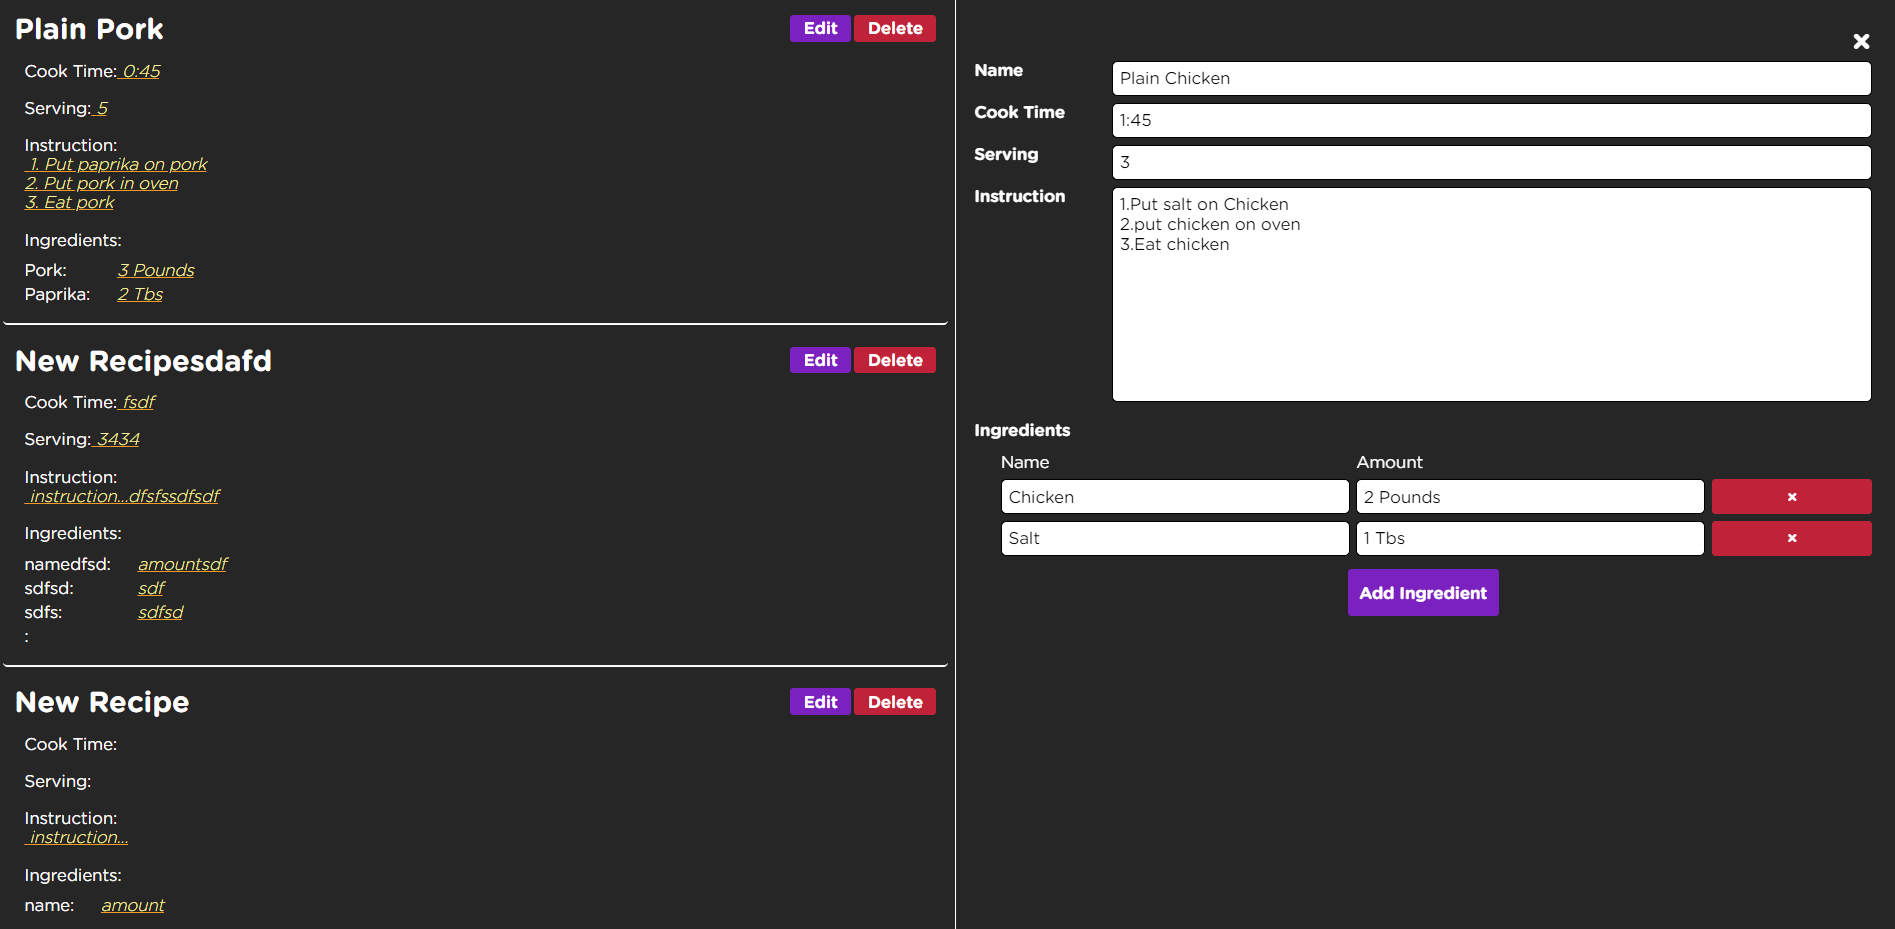 Plain Pork
Edit
Delete
Cook Time: 0:45
Serving: 5
Instruction:
1. Put paprika on pork
2. Put pork in oven
3. Eat pork
Ingredients:
Pork: 3 Pounds
Paprika: 2 Tbs
New Recipesdafd
Edit
Delete
Cook Time: fsdf
Serving: 3434
Instruction:
instruction...dfsfssdfsdf
Ingredients:
namedfsd: amountsdf
sdfsd: sdf
sdfs: sdfsd
:
New Recipe
Edit
Delete
Cook Time:
Serving:
Instruction:
instruction...
Ingredients:
name: amount
×
Name
Plain Chicken
Cook Time
1:45
Serving
3
Instruction
1.Put salt on Chicken
2.put chicken on oven
3.Eat chicken
Ingredients
Name Amount
Chicken 2 Pounds ×
Salt 1 Tbs ×
Add Ingredient